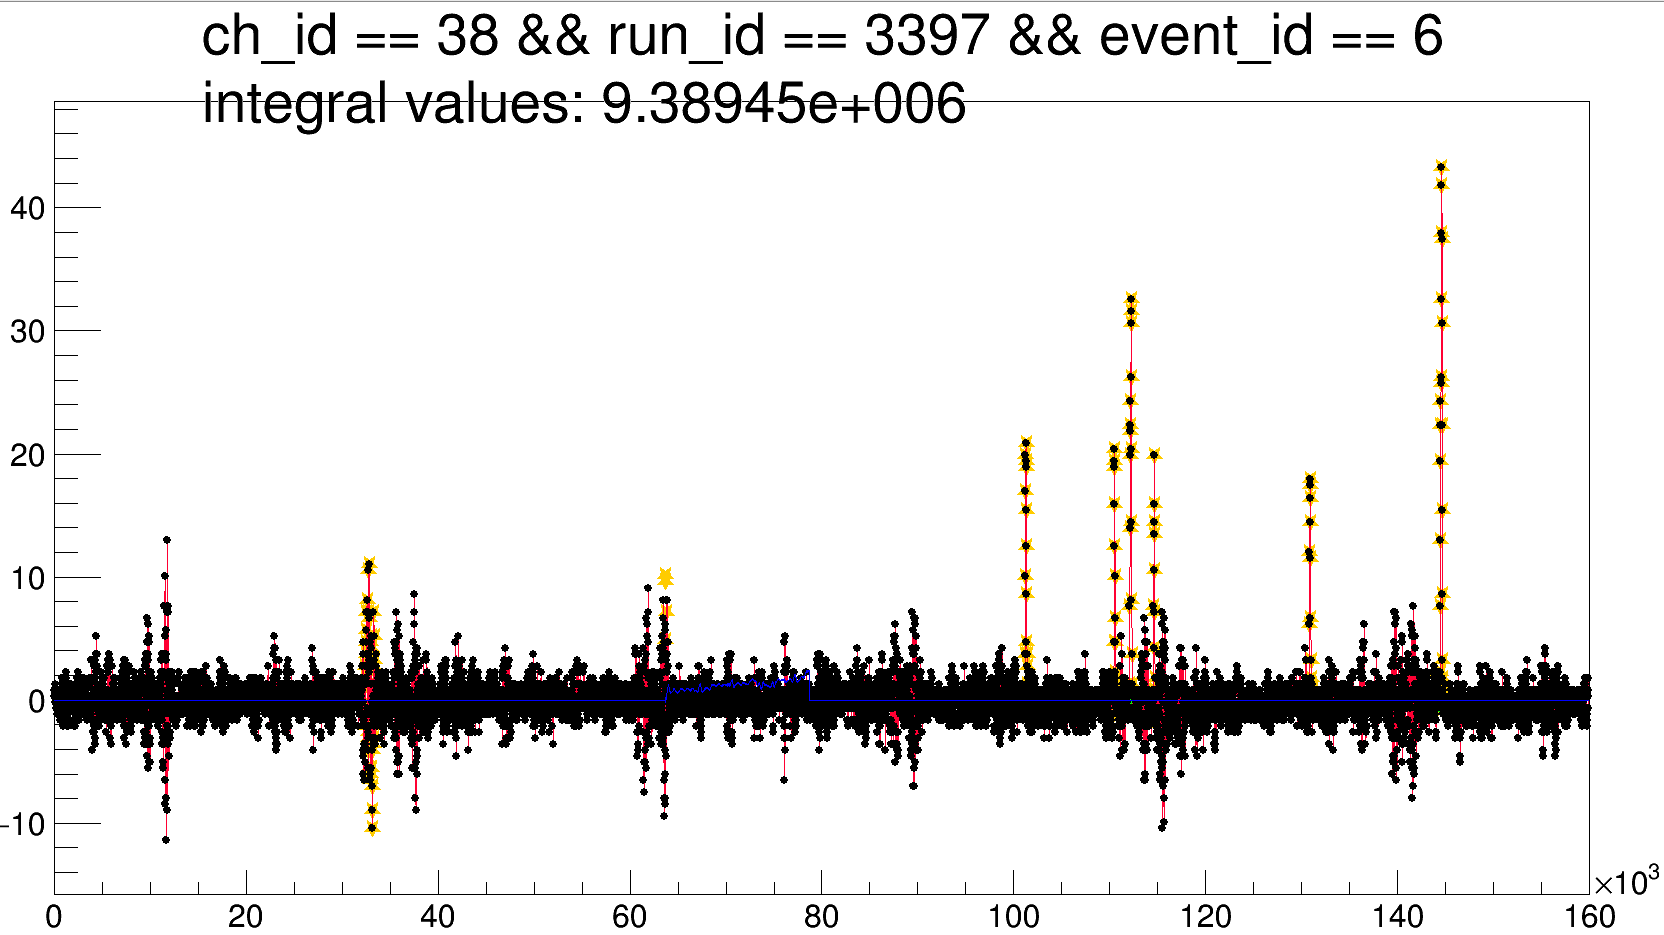 ch_id == 38 && run_id == 3397 && event_id == 6
integral values: 9.38945e+006
40
30
20
10
0
−10
×10³
0 20 40 60 80 100 120 140 160